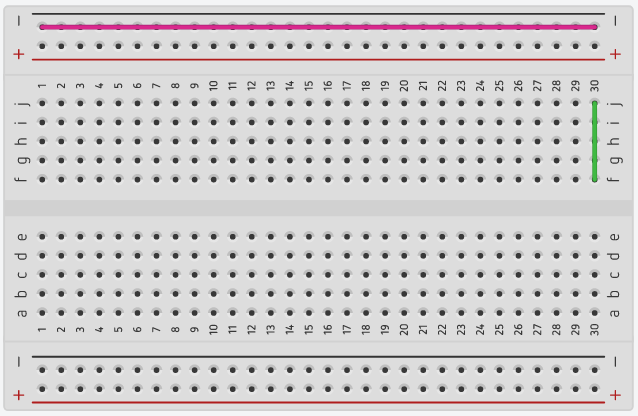 − −
+ +
1 2 3 4 5 6 7 8 9 10 11 12 13 14 15 16 17 18 19 20 21 22 23 24 25 26 27 28 29 30
j j
i i
h h
g g
f f
e e
d d
c c
b b
a a
1 2 3 4 5 6 7 8 9 10 11 12 13 14 15 16 17 18 19 20 21 22 23 24 25 26 27 28 29 30
− −
+ +